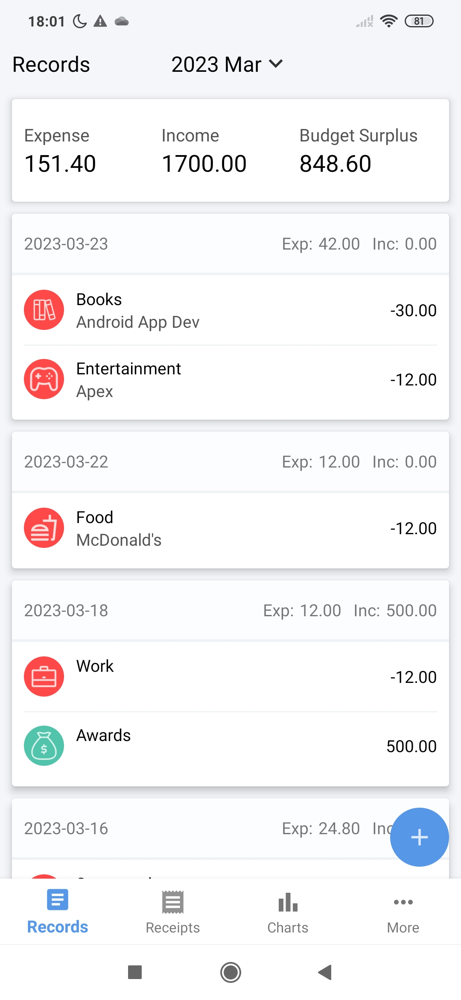 18:01
81
Records
2023 Mar
Expense Income Budget Surplus
151.40 1700.00 848.60
2023-03-23 Exp: 42.00 Inc: 0.00
Books
Android App Dev
-30.00
Entertainment
Apex
-12.00
2023-03-22 Exp: 12.00 Inc: 0.00
Food
McDonald's
-12.00
2023-03-18 Exp: 12.00 Inc: 500.00
Work
-12.00
Awards
500.00
2023-03-16 Exp: 24.80
Records Receipts Charts More